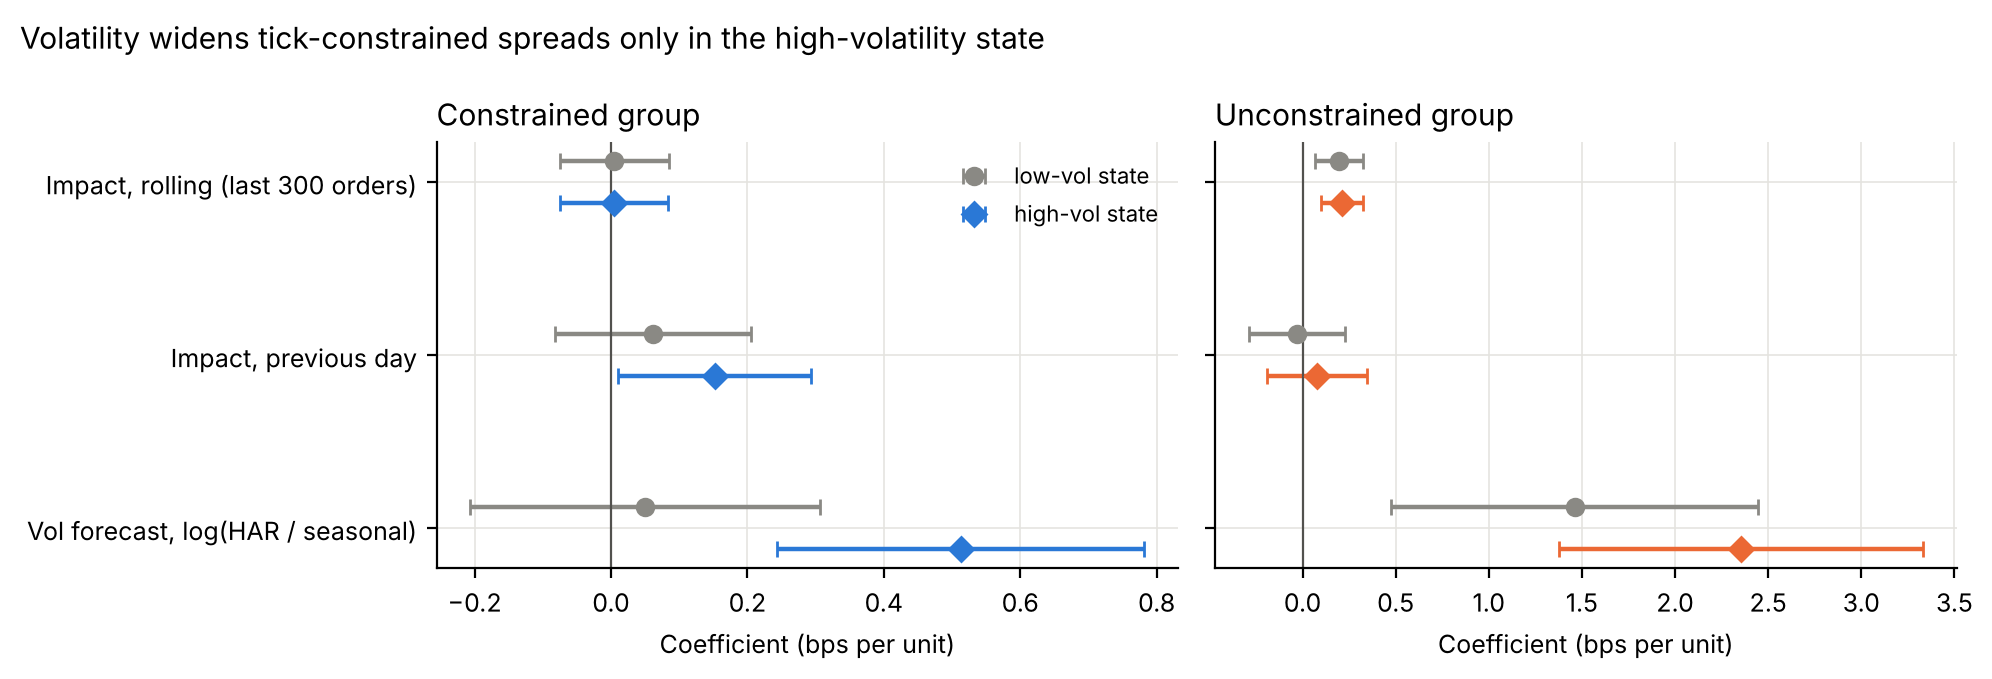 Volatility widens tick-constrained spreads only in the high-volatility state
Constrained group
Unconstrained group
Impact, rolling (last 300 orders)
Impact, previous day
Vol forecast, log(HAR / seasonal)
low-vol state
high-vol state
−0.2 0.0 0.2 0.4 0.6 0.8
0.0 0.5 1.0 1.5 2.0 2.5 3.0 3.5
Coefficient (bps per unit)
Coefficient (bps per unit)